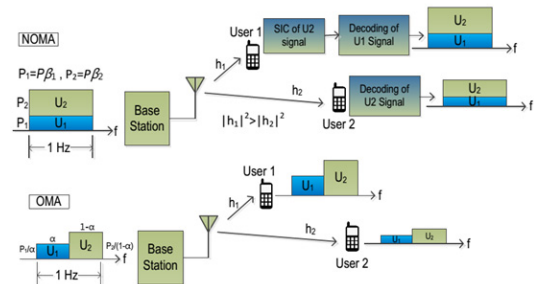 NOMA
P₁=Pβ₁ , P₂=Pβ₂
P₂
U₂
P₁
U₁
f
1 Hz
Base
Station
h₁
User 1
SIC of U2
signal
Decoding of
U1 Signal
U₂
U₁
f
h₂
|h₁|²>|h₂|²
User 2
Decoding of
U2 Signal
U₂
U₁
f
OMA
P₁/α
α
U₁
1-α
U₂
P₂/(1-α)
f
1 Hz
Base
Station
h₁
User 1
U₁
U₂
f
h₂
User 2
U₁
U₂
f